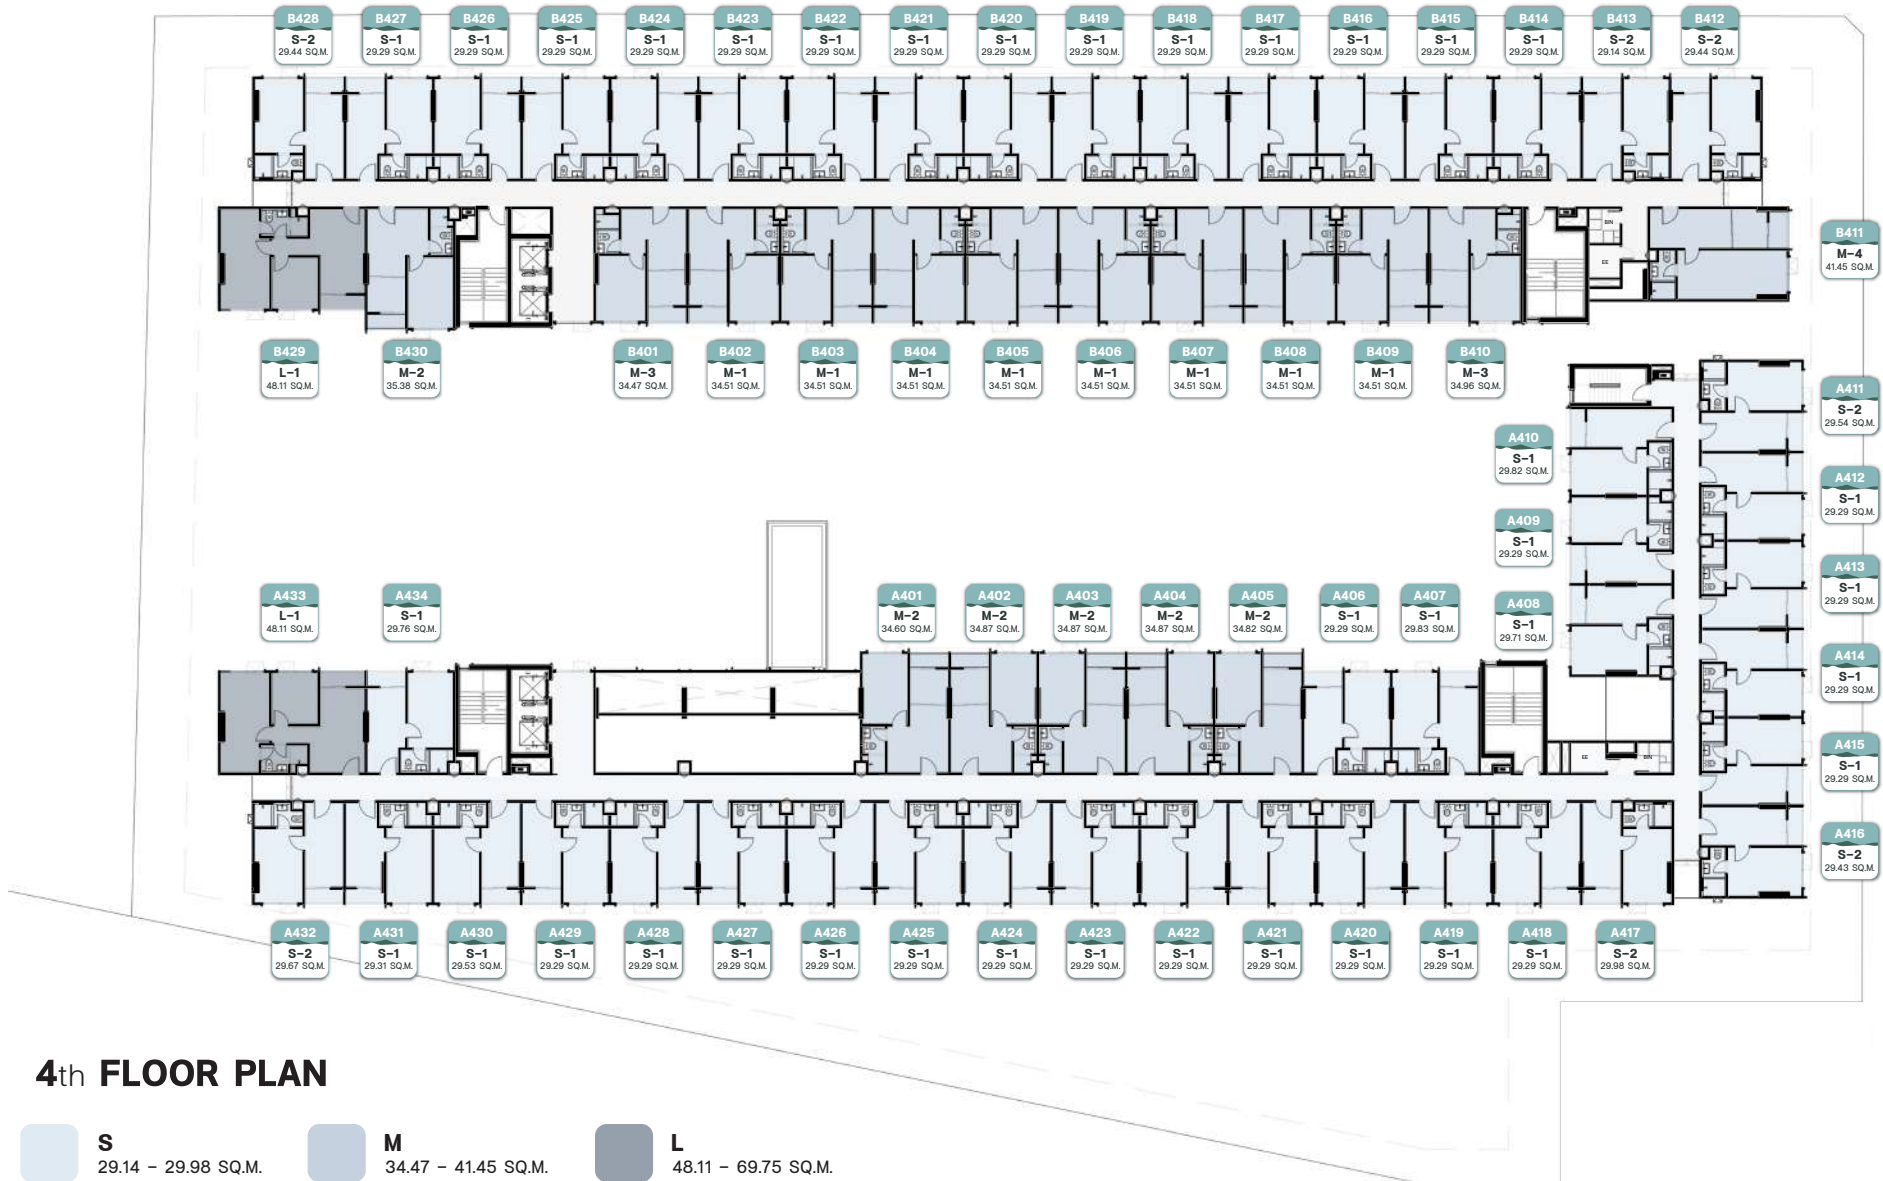 B428
S-2
29.44 SQ.M.
B427
S-1
29.29 SQ.M.
B426
S-1
29.29 SQ.M.
B425
S-1
29.29 SQ.M.
B424
S-1
29.29 SQ.M.
B423
S-1
29.29 SQ.M.
B422
S-1
29.29 SQ.M.
B421
S-1
29.29 SQ.M.
B420
S-1
29.29 SQ.M.
B419
S-1
29.29 SQ.M.
B418
S-1
29.29 SQ.M.
B417
S-1
29.29 SQ.M.
B416
S-1
29.29 SQ.M.
B415
S-1
29.29 SQ.M.
B414
S-1
29.29 SQ.M.
B413
S-2
29.14 SQ.M.
B412
S-2
29.44 SQ.M.
BIN
EE
B411
M-4
41.45 SQ.M.
B429
L-1
48.11 SQ.M.
B430
M-2
35.38 SQ.M.
B401
M-3
34.47 SQ.M.
B402
M-1
34.51 SQ.M.
B403
M-1
34.51 SQ.M.
B404
M-1
34.51 SQ.M.
B405
M-1
34.51 SQ.M.
B406
M-1
34.51 SQ.M.
B407
M-1
34.51 SQ.M.
B408
M-1
34.51 SQ.M.
B409
M-1
34.51 SQ.M.
B410
M-3
34.96 SQ.M.
A411
S-2
29.54 SQ.M.
A410
S-1
29.82 SQ.M.
A412
S-1
29.29 SQ.M.
A409
S-1
29.29 SQ.M.
A413
S-1
29.29 SQ.M.
A433
L-1
48.11 SQ.M.
A434
S-1
29.76 SQ.M.
A401
M-2
34.60 SQ.M.
A402
M-2
34.87 SQ.M.
A403
M-2
34.87 SQ.M.
A404
M-2
34.87 SQ.M.
A405
M-2
34.82 SQ.M.
A406
S-1
29.29 SQ.M.
A407
S-1
29.83 SQ.M.
A408
S-1
29.71 SQ.M.
A414
S-1
29.29 SQ.M.
A415
S-1
29.29 SQ.M.
EE
BIN
A416
S-2
29.43 SQ.M.
A432
S-2
29.67 SQ.M.
A431
S-1
29.31 SQ.M.
A430
S-1
29.53 SQ.M.
A429
S-1
29.29 SQ.M.
A428
S-1
29.29 SQ.M.
A427
S-1
29.29 SQ.M.
A426
S-1
29.29 SQ.M.
A425
S-1
29.29 SQ.M.
A424
S-1
29.29 SQ.M.
A423
S-1
29.29 SQ.M.
A422
S-1
29.29 SQ.M.
A421
S-1
29.29 SQ.M.
A420
S-1
29.29 SQ.M.
A419
S-1
29.29 SQ.M.
A418
S-1
29.29 SQ.M.
A417
S-2
29.98 SQ.M.
4th FLOOR PLAN
S
29.14 - 29.98 SQ.M.
M
34.47 - 41.45 SQ.M.
L
48.11 - 69.75 SQ.M.